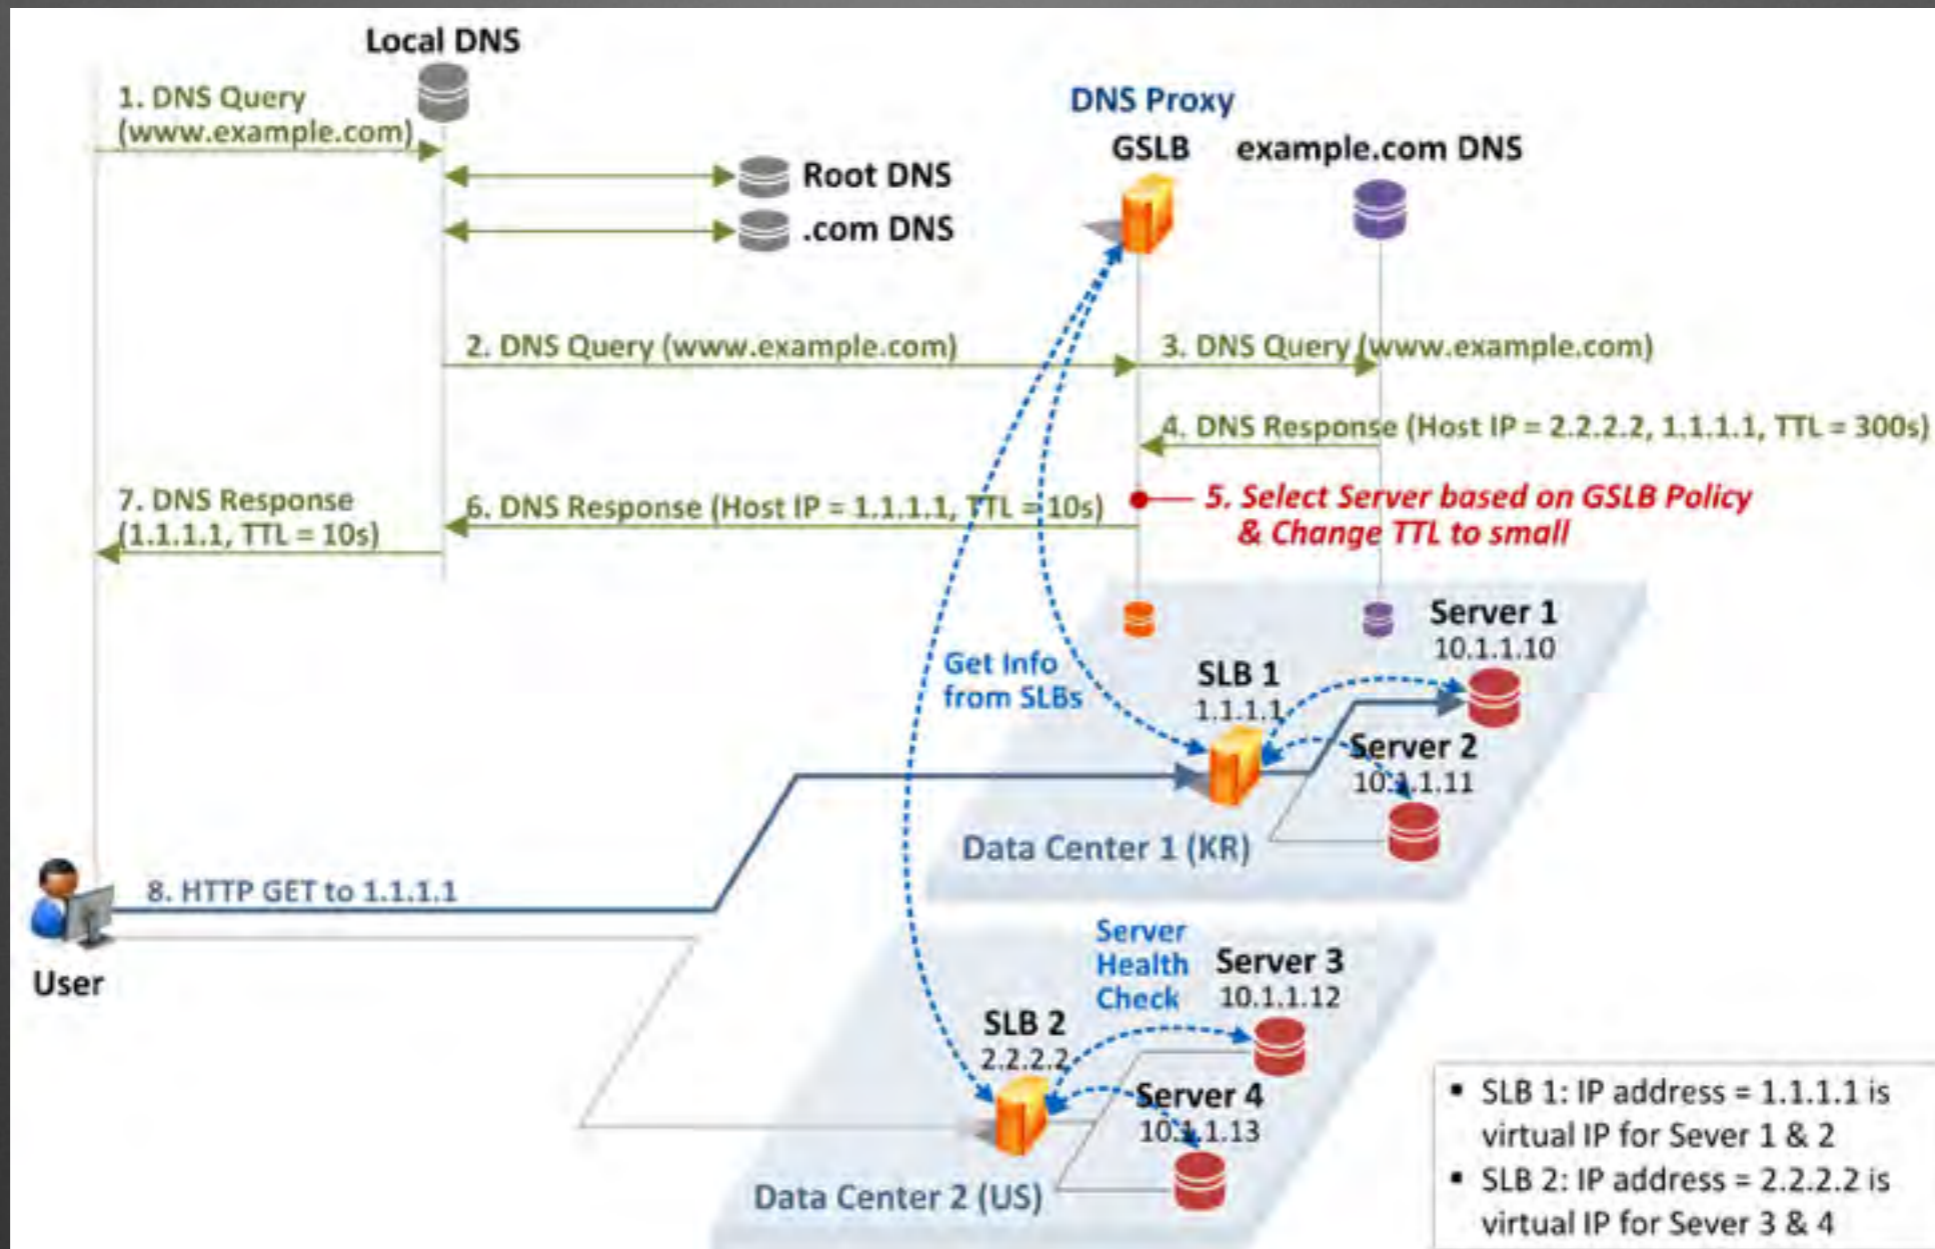 Local DNS
1. DNS Query
(www.example.com)
DNS Proxy
GSLB
example.com DNS
Root DNS
.com DNS
2. DNS Query (www.example.com)
3. DNS Query (www.example.com)
4. DNS Response (Host IP = 2.2.2.2, 1.1.1.1, TTL = 300s)
5. Select Server based on GSLB Policy
& Change TTL to small
6. DNS Response (Host IP = 1.1.1.1, TTL = 10s)
7. DNS Response
(1.1.1.1, TTL = 10s)
Get Info
from SLBs
SLB 1
1.1.1.1
Server 1
10.1.1.10
Server 2
10.1.1.11
Data Center 1 (KR)
8. HTTP GET to 1.1.1.1
User
Server
Health
Check
Server 3
10.1.1.12
SLB 2
2.2.2.2
Server 4
10.1.1.13
Data Center 2 (US)
▪ SLB 1: IP address = 1.1.1.1 is
virtual IP for Sever 1 & 2
▪ SLB 2: IP address = 2.2.2.2 is
virtual IP for Sever 3 & 4